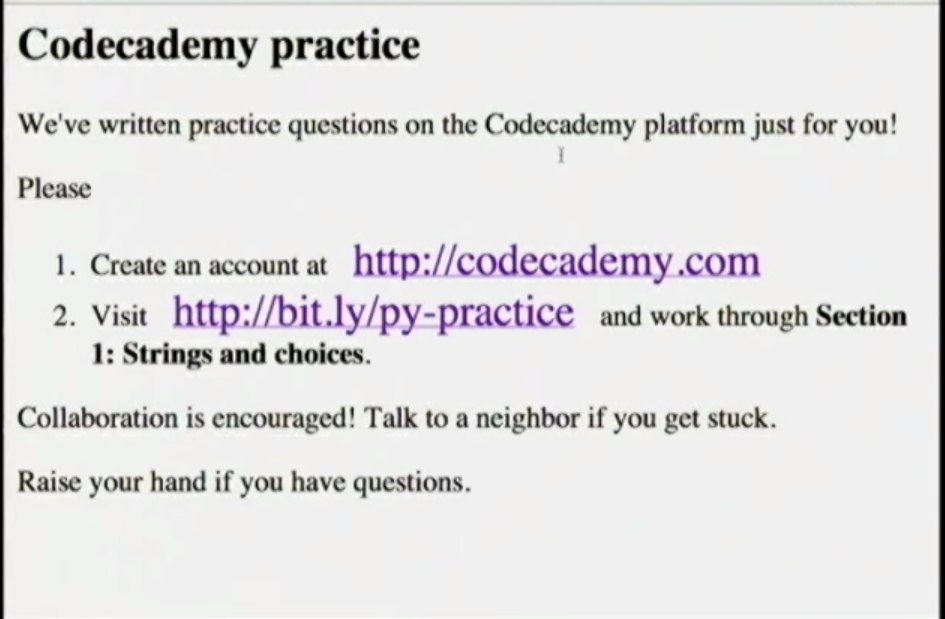 Codecademy practice
We've written practice questions on the Codecademy platform just for you!
Please
1. Create an account at http://codecademy.com
2. Visit http://bit.ly/py-practice and work through Section
1: Strings and choices.
Collaboration is encouraged! Talk to a neighbor if you get stuck.
Raise your hand if you have questions.